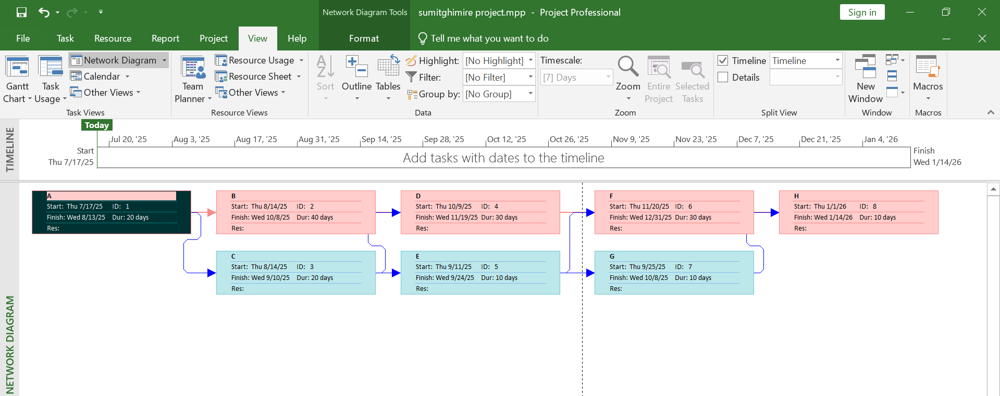 Network Diagram Tools
sumitghimire project.mpp - Project Professional
Sign in
File Task Resource Report Project View Help Format Tell me what you want to do
Gantt Chart
Task Usage
Network Diagram
Calendar
Other Views
Task Views
Team Planner
Resource Usage
Resource Sheet
Other Views
Resource Views
Sort
Outline
Tables
Highlight: [No Highlight]
Filter: [No Filter]
Group by: [No Group]
Data
Timescale:
[7] Days
Zoom
Entire Project
Selected Tasks
Zoom
Timeline Timeline
Details
Split View
New Window
Window
Macros
Macros
TIMELINE
Today
Jul 20, '25 Aug 3, '25 Aug 17, '25 Aug 31, '25 Sep 14, '25 Sep 28, '25 Oct 12, '25 Oct 26, '25 Nov 9, '25 Nov 23, '25 Dec 7, '25 Dec 21, '25 Jan 4, '26
Start
Thu 7/17/25
Add tasks with dates to the timeline
Finish
Wed 1/14/26
NETWORK DIAGRAM
A
Start: Thu 7/17/25 ID: 1
Finish: Wed 8/13/25 Dur: 20 days
Res:
B
Start: Thu 8/14/25 ID: 2
Finish: Wed 10/8/25 Dur: 40 days
Res:
D
Start: Thu 10/9/25 ID: 4
Finish: Wed 11/19/25 Dur: 30 days
Res:
F
Start: Thu 11/20/25 ID: 6
Finish: Wed 12/31/25 Dur: 30 days
Res:
H
Start: Thu 1/1/26 ID: 8
Finish: Wed 1/14/26 Dur: 10 days
Res:
C
Start: Thu 8/14/25 ID: 3
Finish: Wed 9/10/25 Dur: 20 days
Res:
E
Start: Thu 9/11/25 ID: 5
Finish: Wed 9/24/25 Dur: 10 days
Res:
G
Start: Thu 9/25/25 ID: 7
Finish: Wed 10/8/25 Dur: 10 days
Res: